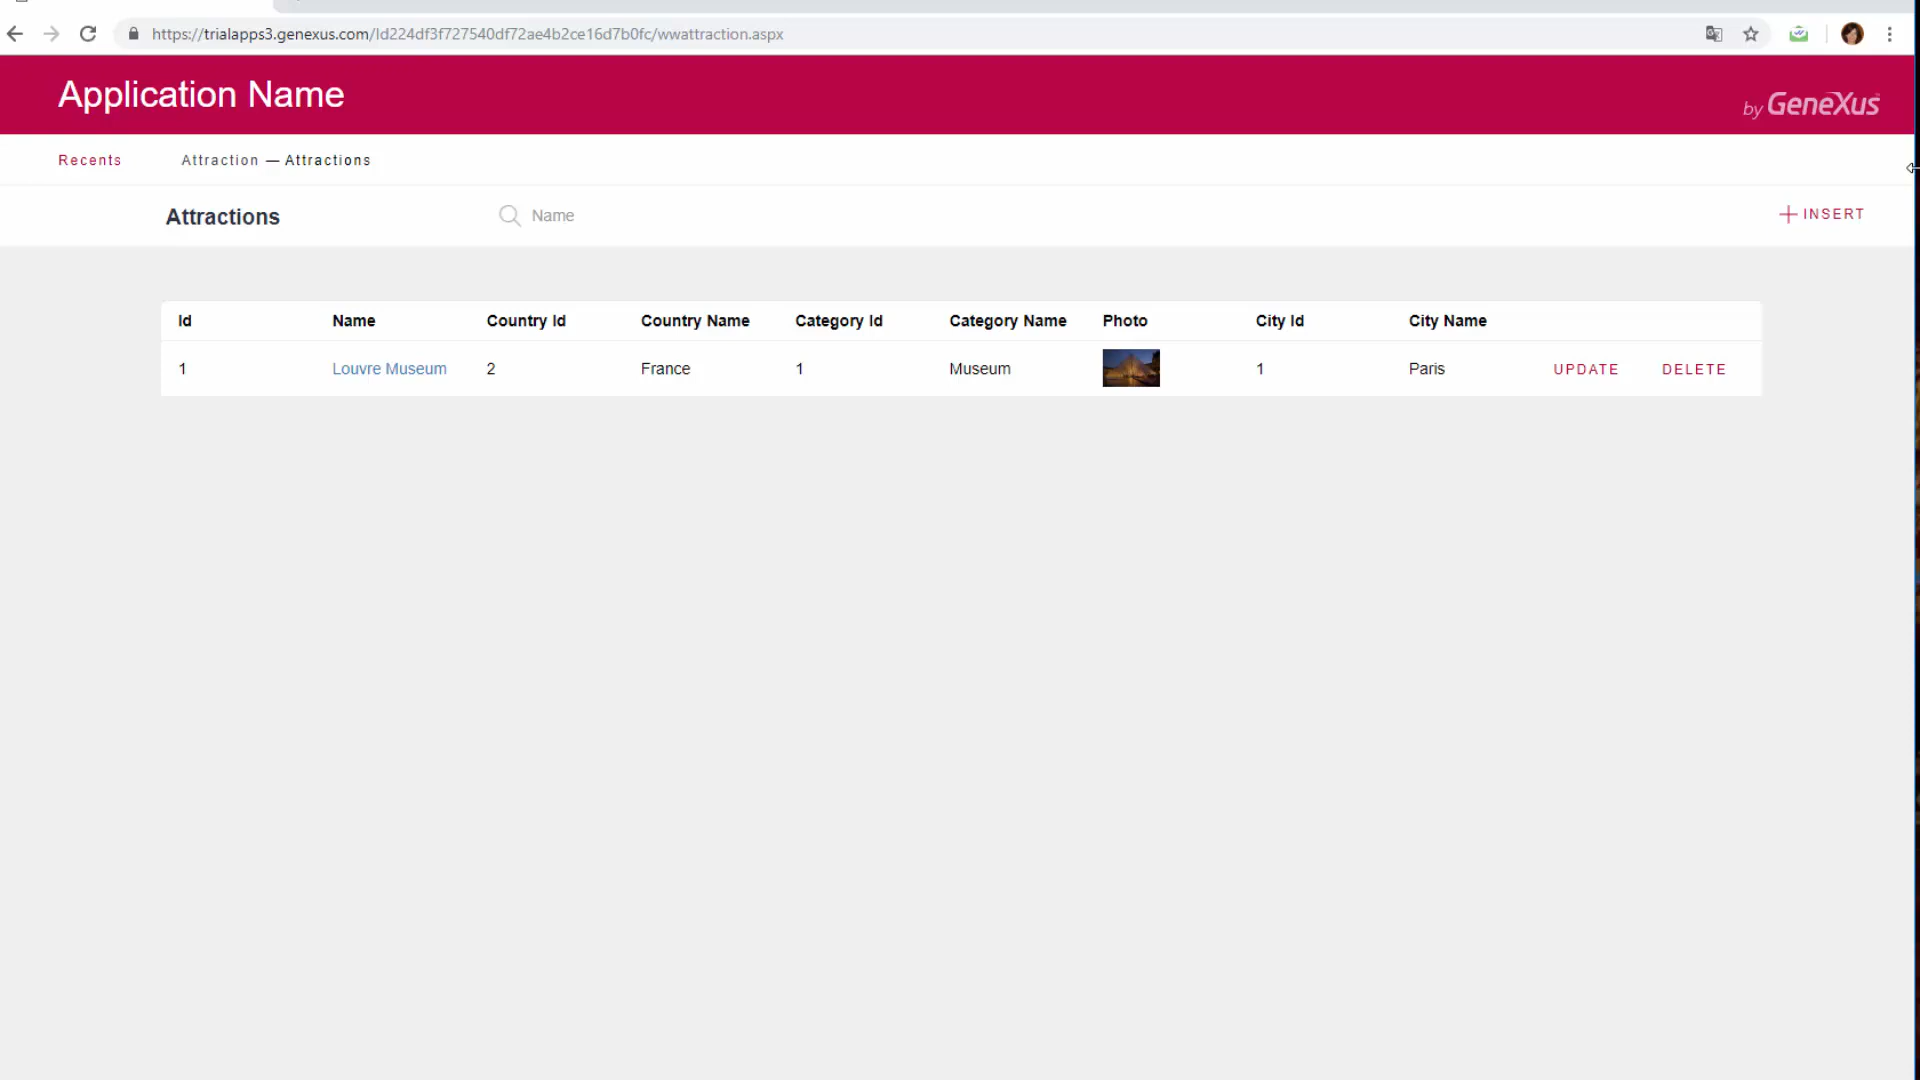 https://trialapps3.genexus.com/Id224df3f727540df72ae4b2ce16d7b0fc/wwattraction.aspx
Application Name
by GeneXus
Recents Attraction — Attractions
Attractions Name INSERT
Id Name Country Id Country Name Category Id Category Name Photo City Id City Name
1 Louvre Museum 2 France 1 Museum 1 Paris UPDATE DELETE